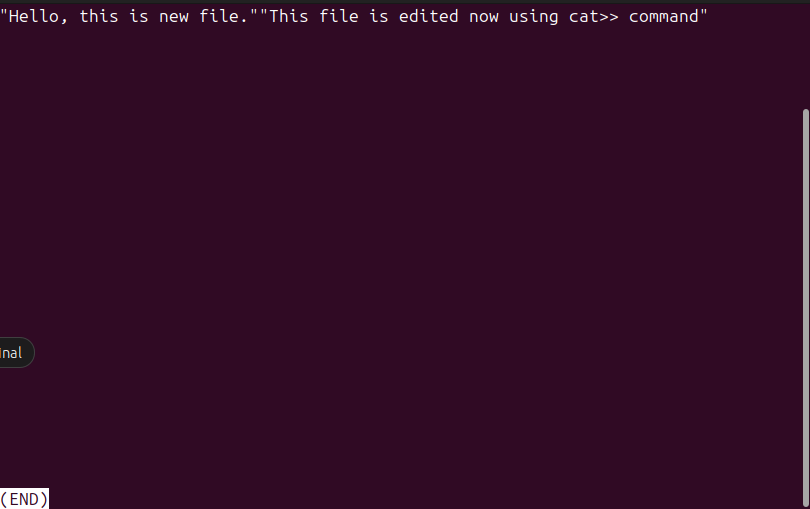 "Hello, this is new file.""This file is edited now using cat>> command"
inal
(END)